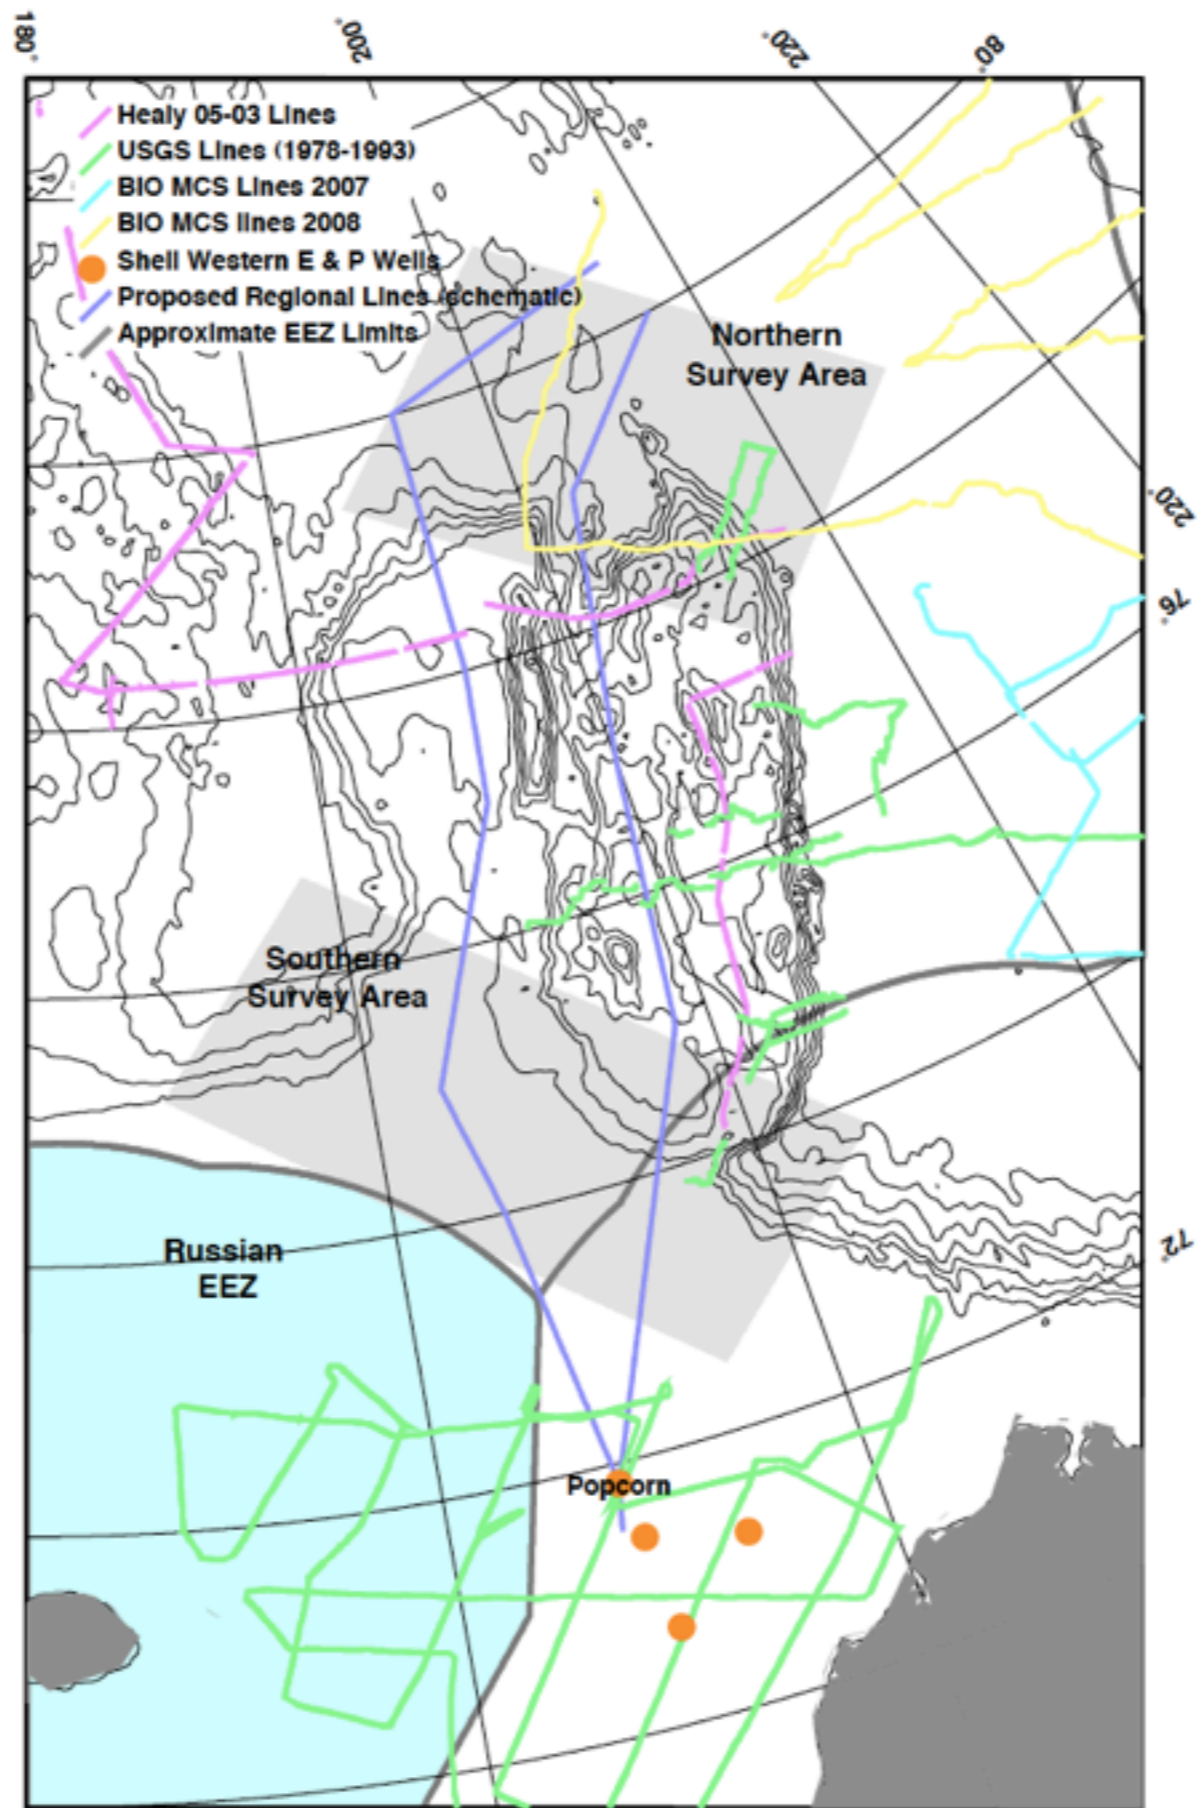 180°
200°
220°
80°
Healy 05-03 Lines
USGS Lines (1978-1993)
BIO MCS Lines 2007
BIO MCS lines 2008
Shell Western E & P Wells
Proposed Regional Lines (schematic)
Approximate EEZ Limits
Northern
Survey Area
220°
76°
Southern
Survey Area
72°
Russian
EEZ
Popcorn